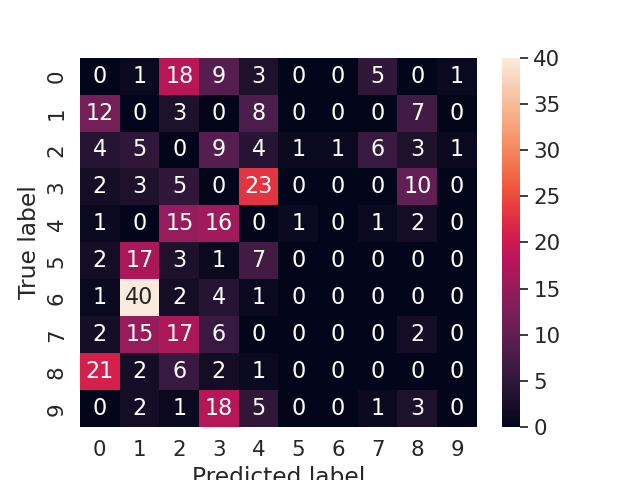 0 0 1 18 9 3 0 0 5 0 1
1 12 0 3 0 8 0 0 0 7 0
2 4 5 0 9 4 1 1 6 3 1
3 2 3 5 0 23 0 0 0 10 0
4 1 0 15 16 0 1 0 1 2 0
5 2 17 3 1 7 0 0 0 0 0
6 1 40 2 4 1 0 0 0 0 0
7 2 15 17 6 0 0 0 0 2 0
8 21 2 6 2 1 0 0 0 0 0
9 0 2 1 18 5 0 0 1 3 0
0 1 2 3 4 5 6 7 8 9
True label
Predicted label
40
35
30
25
20
15
10
5
0